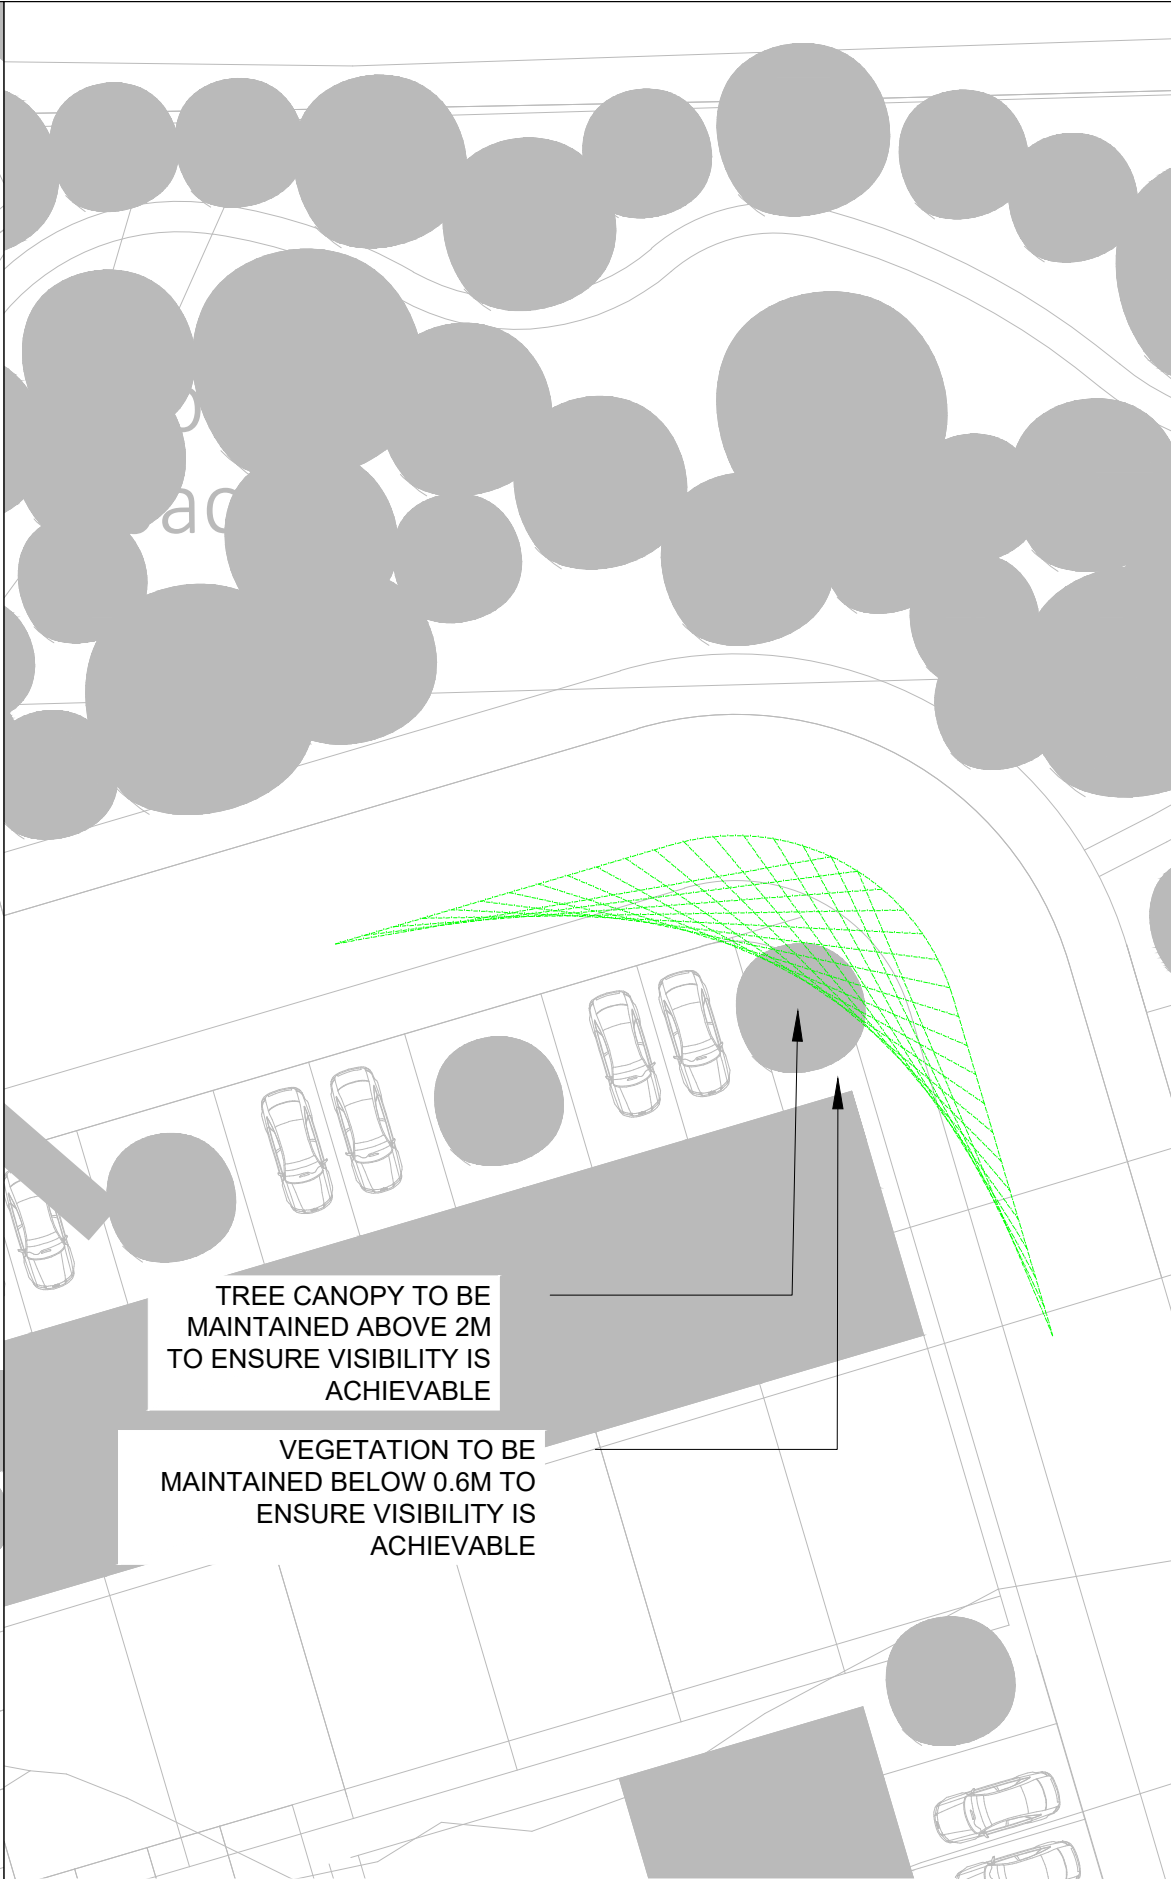 TREE CANOPY TO BE
MAINTAINED ABOVE 2M
TO ENSURE VISIBILITY IS
ACHIEVABLE
VEGETATION TO BE
MAINTAINED BELOW 0.6M TO
ENSURE VISIBILITY IS
ACHIEVABLE